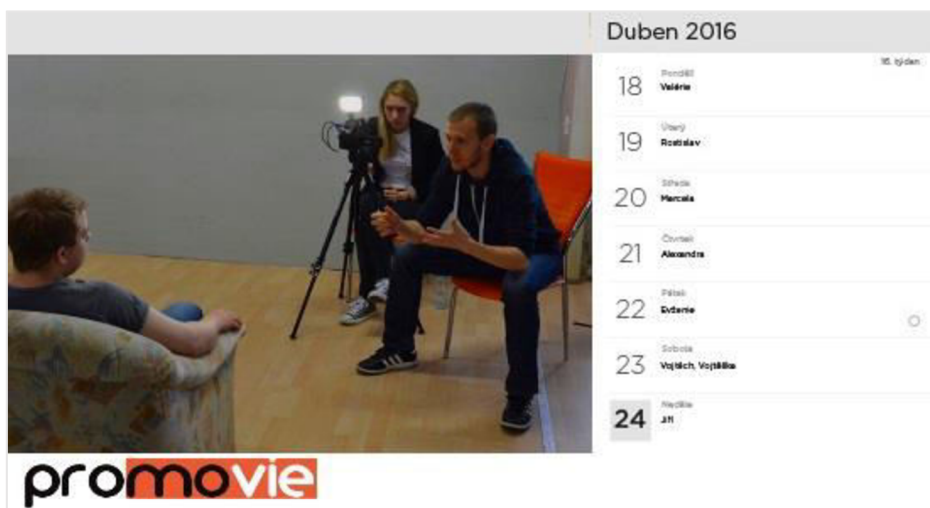 Duben 2016
16. týden
18
Pondělí
Valérie
19
Úterý
Rostislav
20
Středa
Marcela
21
Čtvrtek
Alexandra
22
Pátek
Evženie
23
Sobota
Vojtěch, Vojtěška
24
Neděle
Jiří
promovie